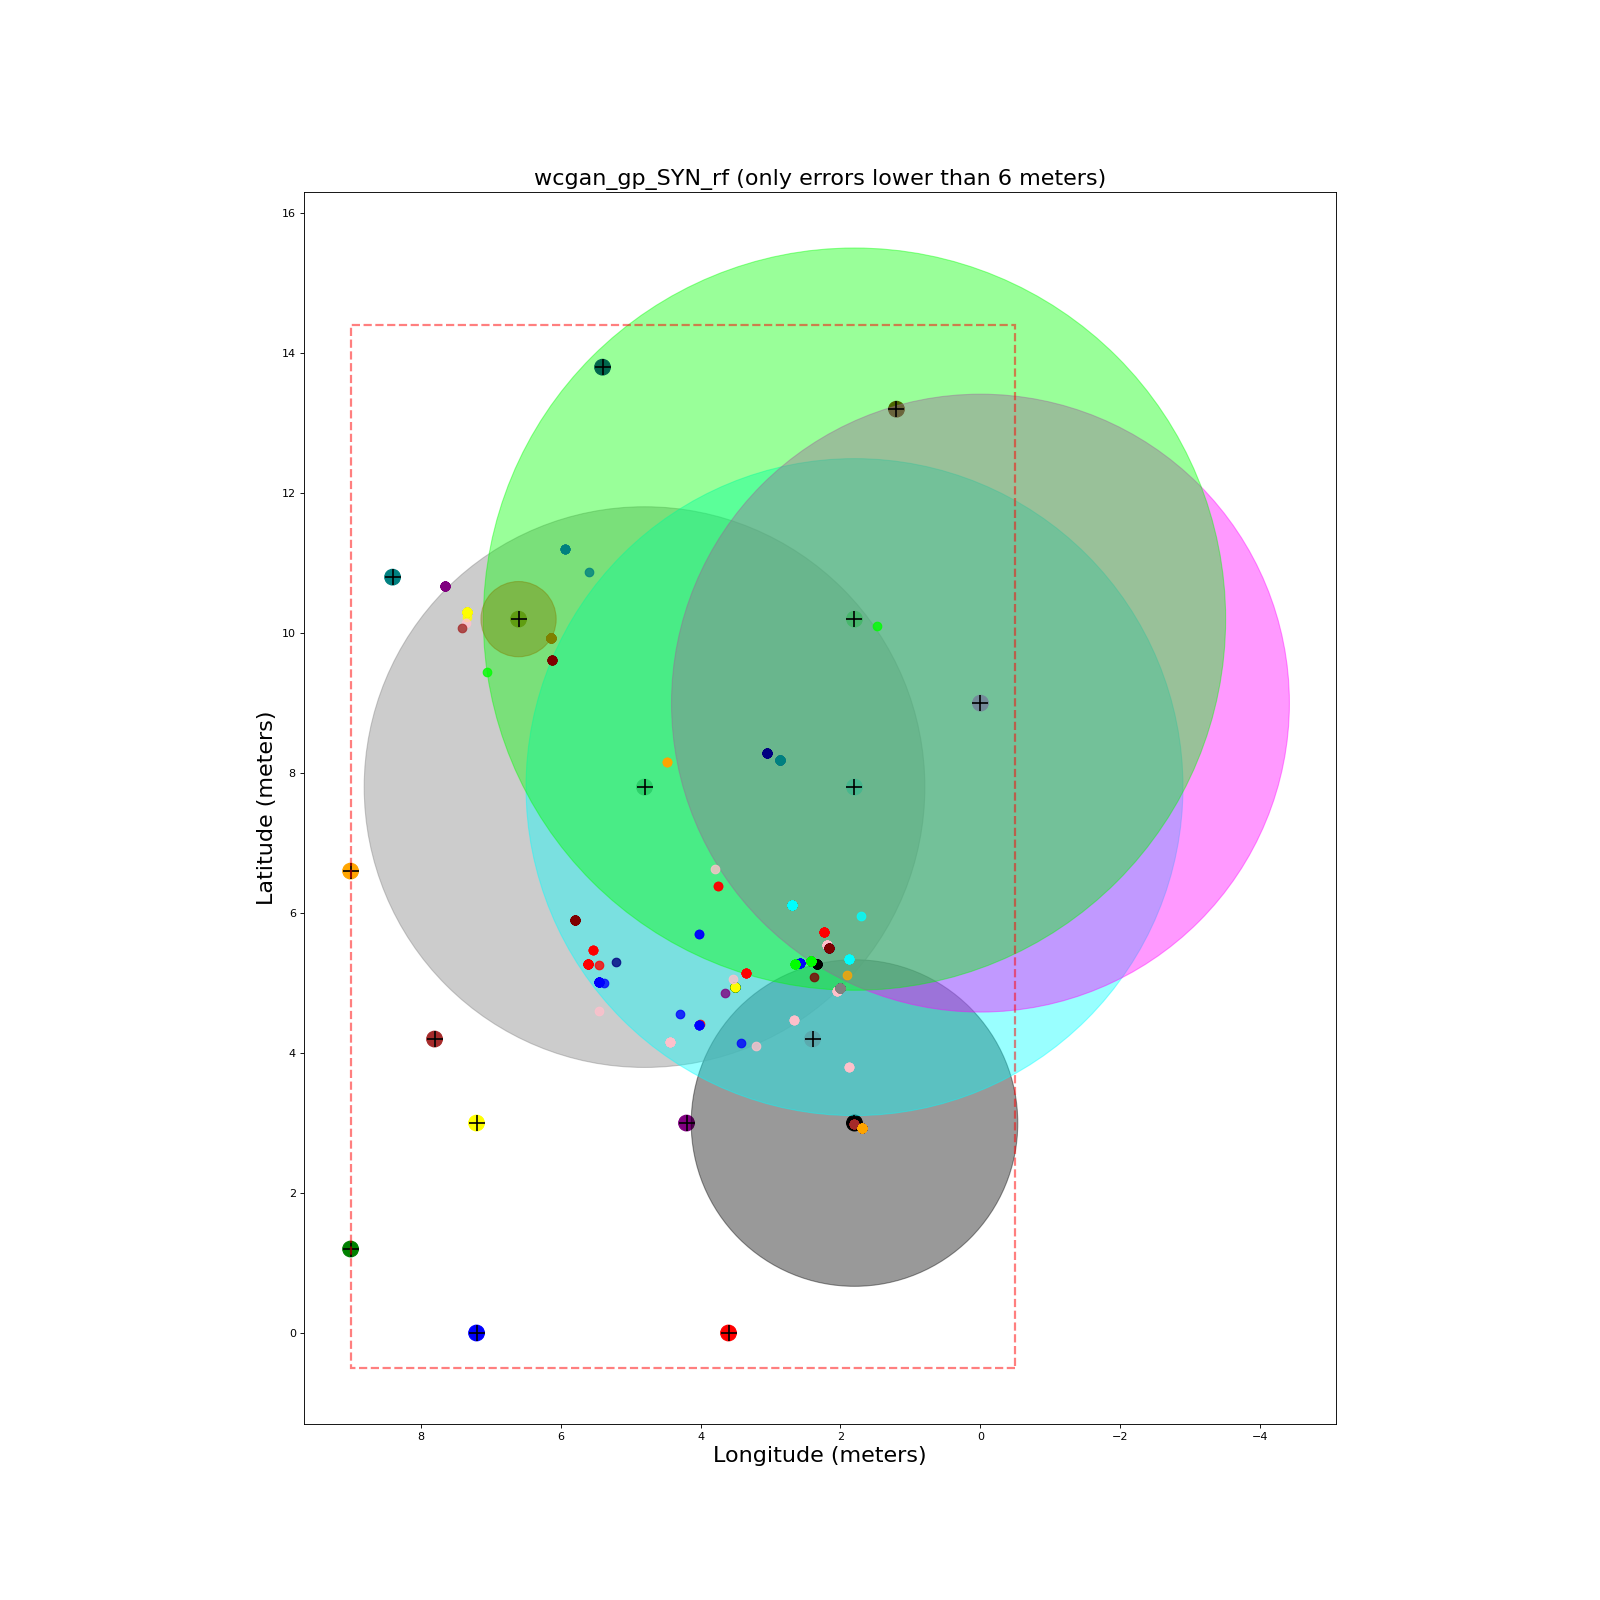 wcgan_gp_SYN_rf (only errors lower than 6 meters)
16
14
12
10
8
6
4
2
0
Latitude (meters)
8 6 4 2 0 −2 −4
Longitude (meters)